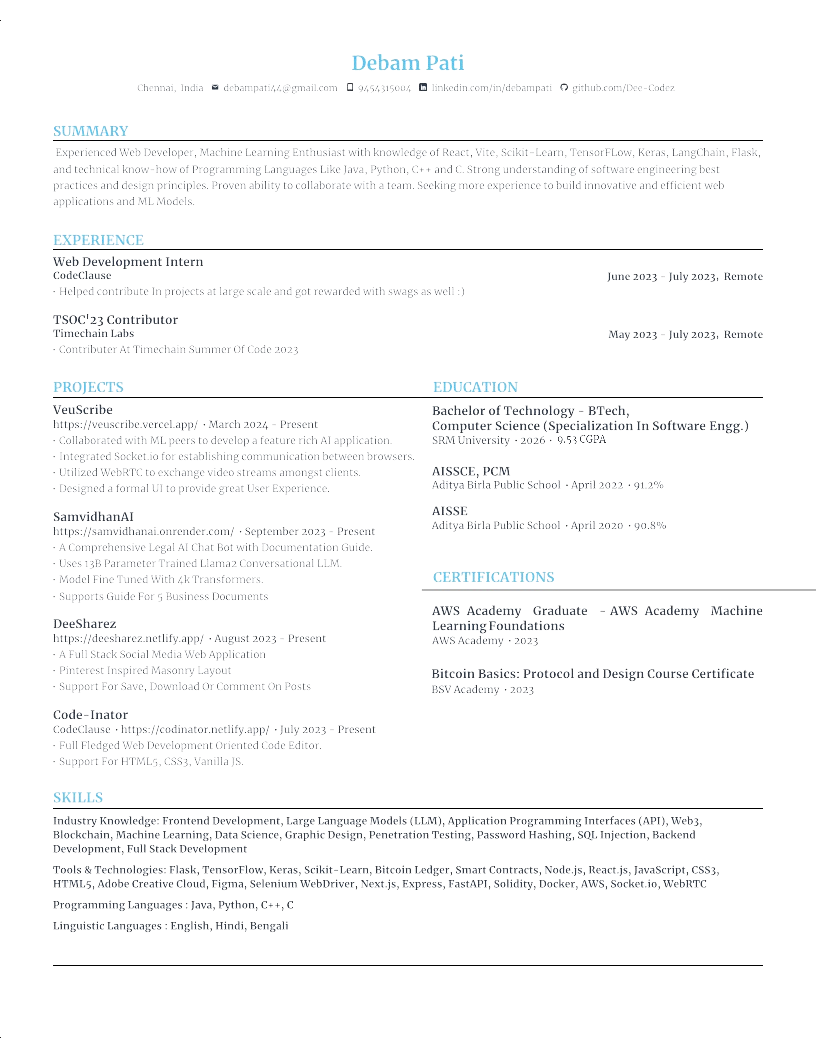 Debam Pati
Chennai, India debampati44@gmail.com 9454315004 linkedin.com/in/debampati github.com/Dee-Codez
SUMMARY
Experienced Web Developer, Machine Learning Enthusiast with knowledge of React, Vite, Scikit-Learn, TensorFLow, Keras, LangChain, Flask,
and technical know-how of Programming Languages Like Java, Python, C++ and C. Strong understanding of software engineering best
practices and design principles. Proven ability to collaborate with a team. Seeking more experience to build innovative and efficient web
applications and ML Models.
EXPERIENCE
Web Development Intern
CodeClause June 2023 - July 2023, Remote
• Helped contribute In projects at large scale and got rewarded with swags as well :)
TSOC'23 Contributor
Timechain Labs May 2023 - July 2023, Remote
• Contributer At Timechain Summer Of Code 2023
PROJECTS
VeuScribe
https://veuscribe.vercel.app/ • March 2024 - Present
• Collaborated with ML peers to develop a feature rich AI application.
• Integrated Socket.io for establishing communication between browsers.
• Utilized WebRTC to exchange video streams amongst clients.
• Designed a formal UI to provide great User Experience.
SamvidhanAI
https://samvidhanai.onrender.com/ • September 2023 - Present
• A Comprehensive Legal AI Chat Bot with Documentation Guide.
• Uses 13B Parameter Trained Llama2 Conversational LLM.
• Model Fine Tuned With 4k Transformers.
• Supports Guide For 5 Business Documents
DeeSharez
https://deesharez.netlify.app/ • August 2023 - Present
• A Full Stack Social Media Web Application
• Pinterest Inspired Masonry Layout
• Support For Save, Download Or Comment On Posts
Code-Inator
CodeClause • https://codinator.netlify.app/ • July 2023 - Present
• Full Fledged Web Development Oriented Code Editor.
• Support For HTML5, CSS3, Vanilla JS.
EDUCATION
Bachelor of Technology - BTech,
Computer Science (Specialization In Software Engg.)
SRM University • 2026 • 9.53 CGPA
AISSCE, PCM
Aditya Birla Public School • April 2022 • 91.2%
AISSE
Aditya Birla Public School • April 2020 • 90.8%
CERTIFICATIONS
AWS Academy Graduate - AWS Academy Machine
Learning Foundations
AWS Academy • 2023
Bitcoin Basics: Protocol and Design Course Certificate
BSV Academy • 2023
SKILLS
Industry Knowledge: Frontend Development, Large Language Models (LLM), Application Programming Interfaces (API), Web3,
Blockchain, Machine Learning, Data Science, Graphic Design, Penetration Testing, Password Hashing, SQL Injection, Backend
Development, Full Stack Development
Tools & Technologies: Flask, TensorFlow, Keras, Scikit-Learn, Bitcoin Ledger, Smart Contracts, Node.js, React.js, JavaScript, CSS3,
HTML5, Adobe Creative Cloud, Figma, Selenium WebDriver, Next.js, Express, FastAPI, Solidity, Docker, AWS, Socket.io, WebRTC
Programming Languages : Java, Python, C++, C
Linguistic Languages : English, Hindi, Bengali